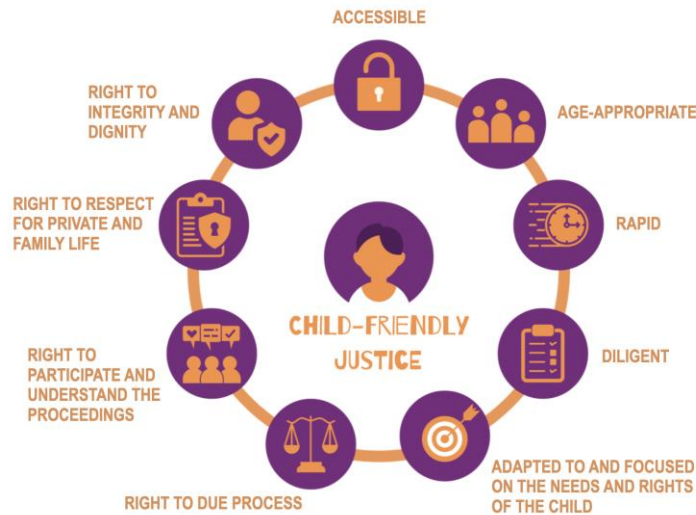 ACCESSIBLE
AGE-APPROPRIATE
RAPID
DILIGENT
ADAPTED TO AND FOCUSED
ON THE NEEDS AND RIGHTS
OF THE CHILD
RIGHT TO DUE PROCESS
RIGHT TO
PARTICIPATE AND
UNDERSTAND THE
PROCEEDINGS
RIGHT TO RESPECT
FOR PRIVATE AND
FAMILY LIFE
RIGHT TO
INTEGRITY AND
DIGNITY
CHILD-FRIENDLY
JUSTICE